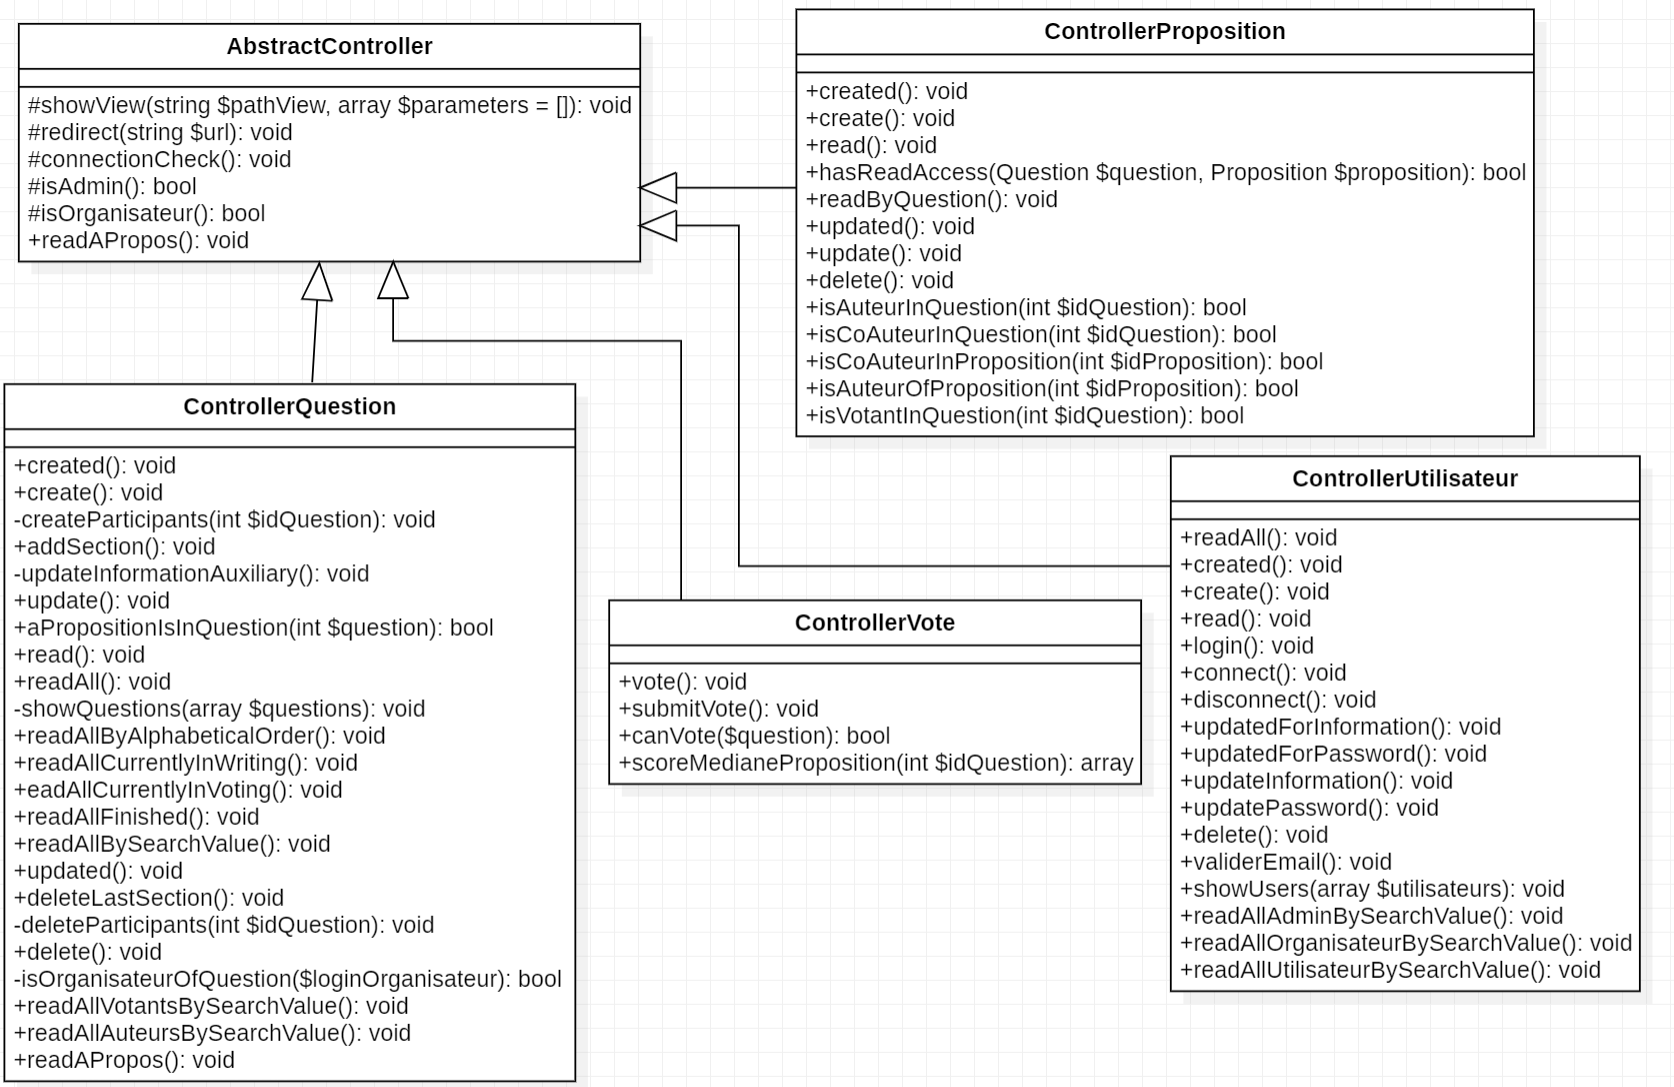 AbstractController
#showView(string $pathView, array $parameters = []): void
#redirect(string $url): void
#connectionCheck(): void
#isAdmin(): bool
#isOrganisateur(): bool
+readAPropos(): void
ControllerProposition
+created(): void
+create(): void
+read(): void
+hasReadAccess(Question $question, Proposition $proposition): bool
+readByQuestion(): void
+updated(): void
+update(): void
+delete(): void
+isAuteurInQuestion(int $idQuestion): bool
+isCoAuteurInQuestion(int $idQuestion): bool
+isCoAuteurInProposition(int $idProposition): bool
+isAuteurOfProposition(int $idProposition): bool
+isVotantInQuestion(int $idQuestion): bool
ControllerQuestion
+created(): void
+create(): void
-createParticipants(int $idQuestion): void
+addSection(): void
-updateInformationAuxiliary(): void
+update(): void
+aPropositionIsInQuestion(int $question): bool
+read(): void
+readAll(): void
-showQuestions(array $questions): void
+readAllByAlphabeticalOrder(): void
+readAllCurrentlyInWriting(): void
+eadAllCurrentlyInVoting(): void
+readAllFinished(): void
+readAllBySearchValue(): void
+updated(): void
+deleteLastSection(): void
-deleteParticipants(int $idQuestion): void
+delete(): void
-isOrganisateurOfQuestion($loginOrganisateur): bool
+readAllVotantsBySearchValue(): void
+readAllAuteursBySearchValue(): void
+readAPropos(): void
ControllerVote
+vote(): void
+submitVote(): void
+canVote($question): bool
+scoreMedianeProposition(int $idQuestion): array
ControllerUtilisateur
+readAll(): void
+created(): void
+create(): void
+read(): void
+login(): void
+connect(): void
+disconnect(): void
+updatedForInformation(): void
+updatedForPassword(): void
+updateInformation(): void
+updatePassword(): void
+delete(): void
+validerEmail(): void
+showUsers(array $utilisateurs): void
+readAllAdminBySearchValue(): void
+readAllOrganisateurBySearchValue(): void
+readAllUtilisateurBySearchValue(): void